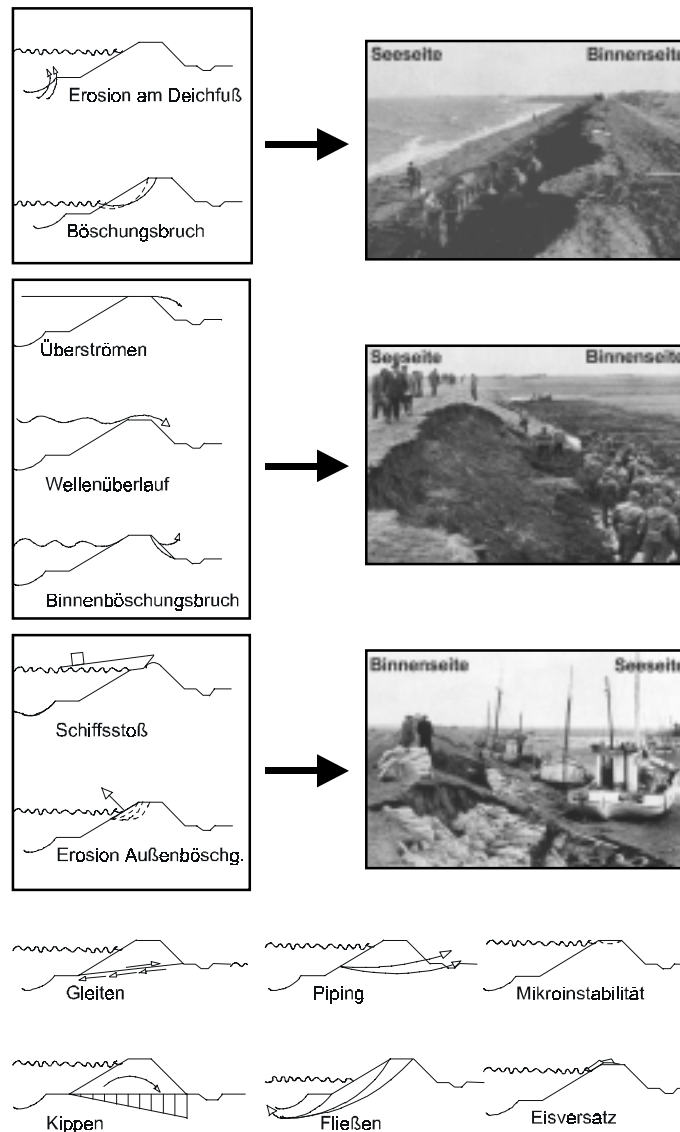 Seeseite Binnenseite
Erosion am Deichfuß
Böschungsbruch
Überströmen
Seeseite Binnenseite
Wellenüberlauf
Binnenböschungsbruch
Binnenseite Seeseite
Schiffsstoß
Erosion Außenböschg.
Gleiten Piping Mikroinstabilität
Kippen Fließen Eisversatz